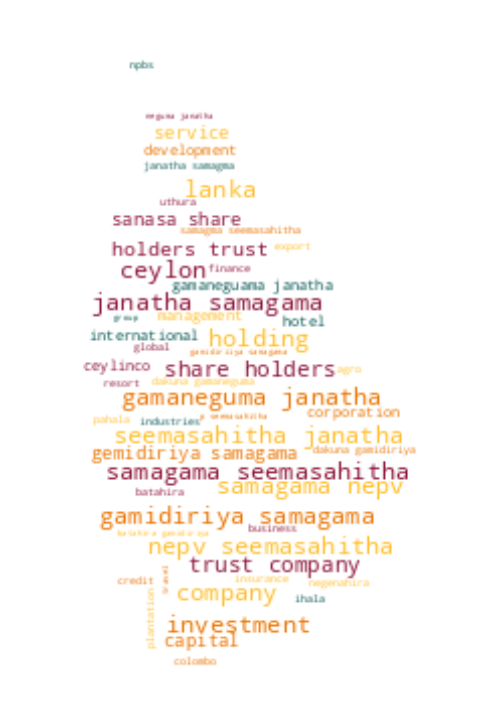 npbs
neguna janatha
service
development
janatha samagma
lanka
uthura
sanasa share
samagma seemasahitha
holders trust export
ceylon finance
gamaneguama janatha
janatha samagama
group management
hotel
international holding
global
gamidiriya samagama
ceylinco share holders agro
resort dakuna gamaneguma
gamaneguma janatha
corporation
pahala industries
seemasahitha janatha
gemidiriya samagama dakuna gamidiriya
samagama seemasahitha
batahira samagama nepv
gamidiriya samagama
business
batahira gamidiriya
nepv seemasahitha
trust company
credit travel insurance negenahira
plantation company ihala
investment
capital
colombo